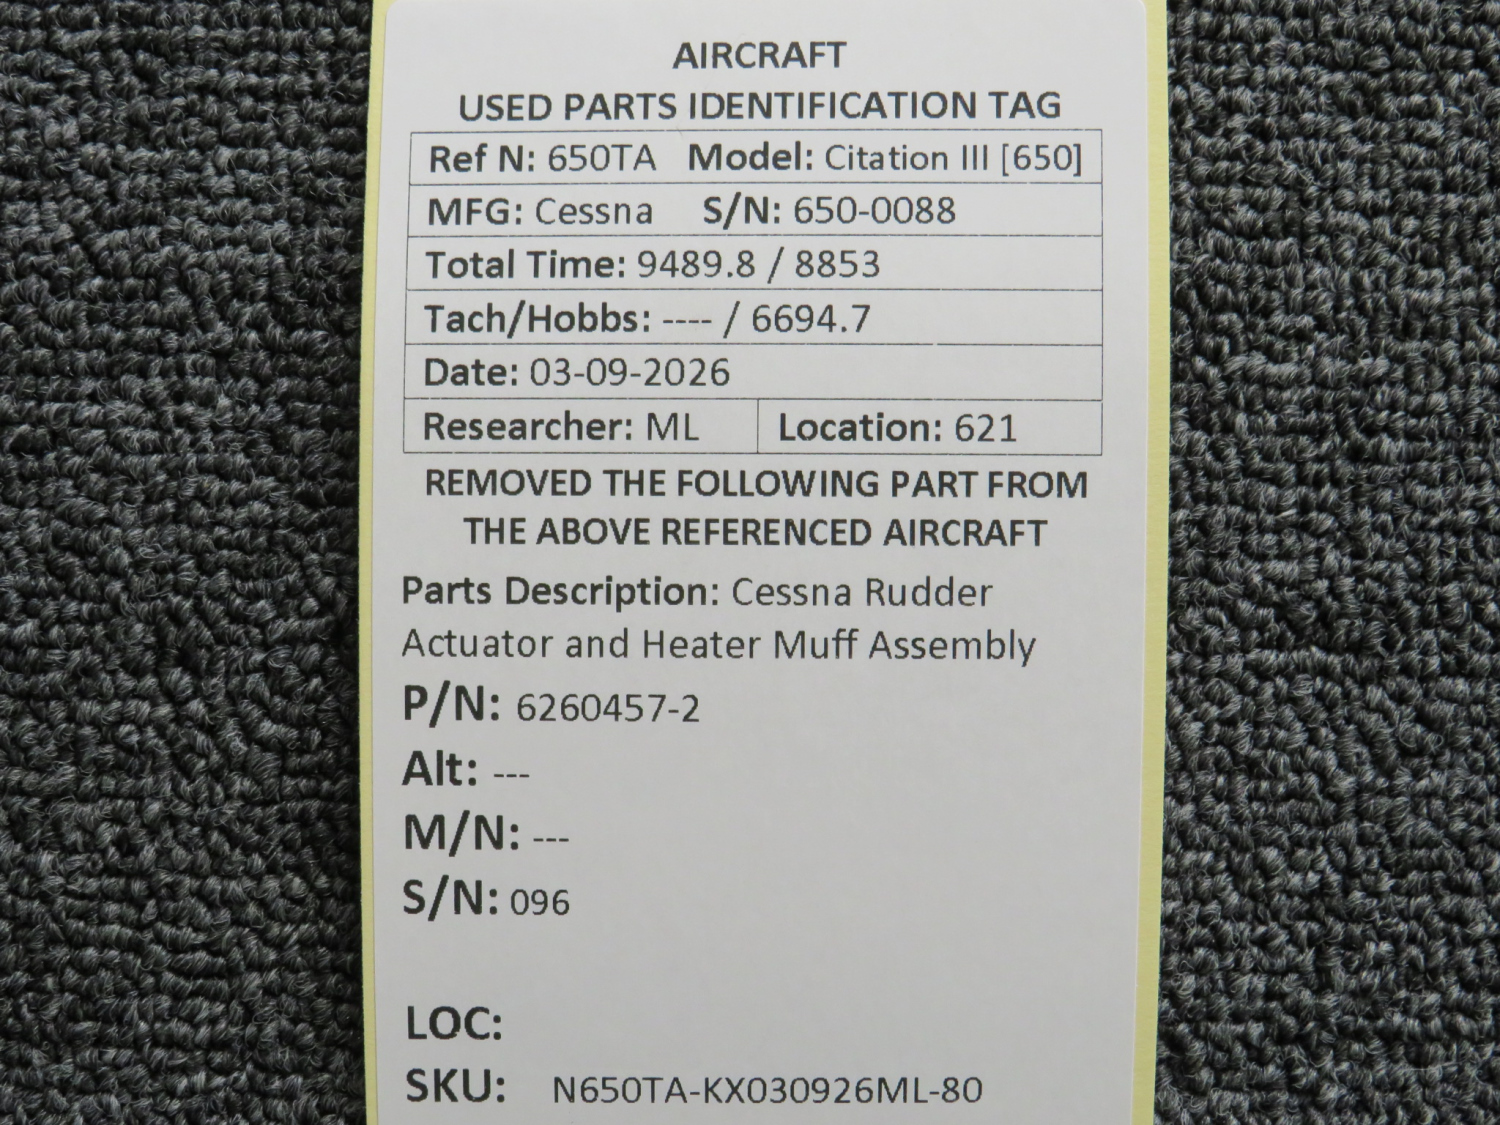 AIRCRAFT
USED PARTS IDENTIFICATION TAG
Ref N: 650TA Model: Citation III [650]
MFG: Cessna S/N: 650-0088
Total Time: 9489.8 / 8853
Tach/Hobbs: ---- / 6694.7
Date: 03-09-2026
Researcher: ML Location: 621
REMOVED THE FOLLOWING PART FROM
THE ABOVE REFERENCED AIRCRAFT
Parts Description: Cessna Rudder
Actuator and Heater Muff Assembly
P/N: 6260457-2
Alt: ---
M/N: ---
S/N: 096
LOC:
SKU: N650TA-KX030926ML-80